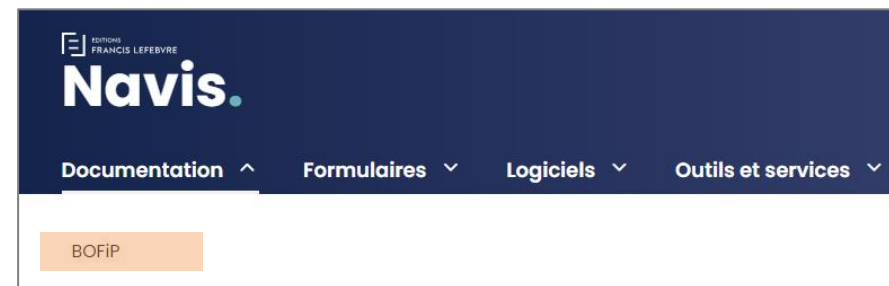 EDITIONS
FRANCIS LEFEBVRE
Navis.
Documentation Formulaires Logiciels Outils et services
BOFiP